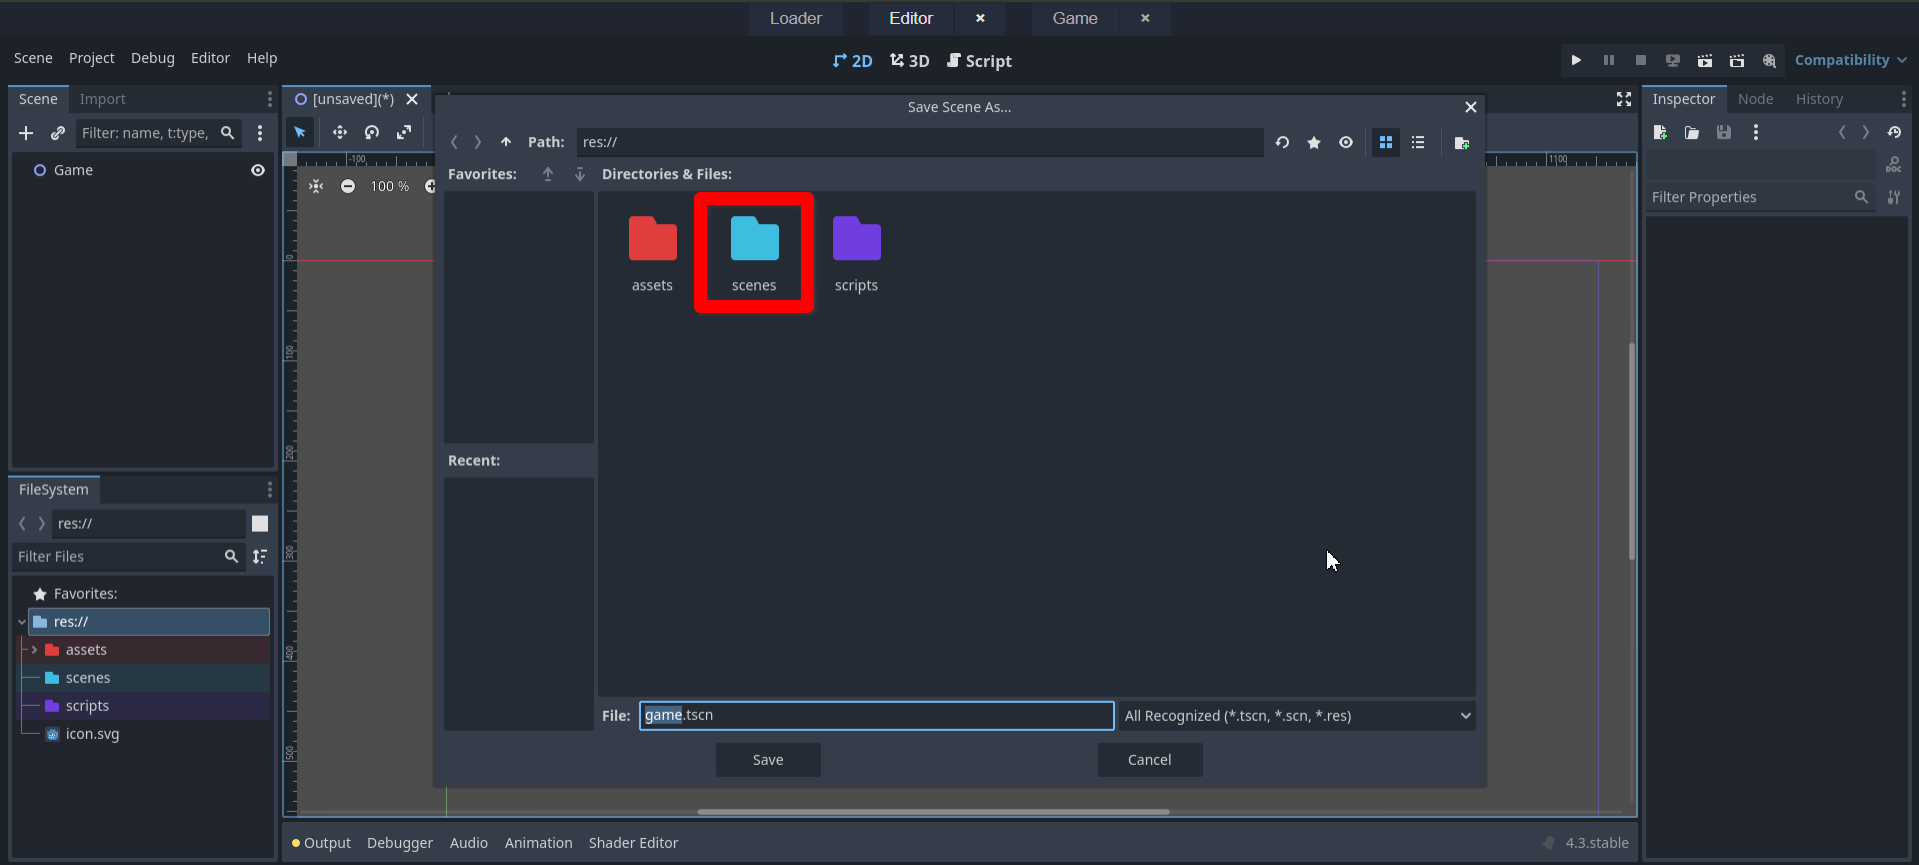 Loader Editor Game
Scene Project Debug Editor Help
2D 3D Script
Compatibility
Scene Import
Filter: name, t:type,
Game
FileSystem
res://
Filter Files
Favorites:
res://
assets
scenes
scripts
icon.svg
[unsaved](*)
-100
1100
100 %
0
100
200
300
400
500
Save Scene As...
Path: res://
Favorites:
Directories & Files:
assets scenes scripts
Recent:
File: game.tscn All Recognized (*.tscn, *.scn, *.res)
Save Cancel
Output Debugger Audio Animation Shader Editor
4.3.stable
Inspector Node History
DOC
Filter Properties